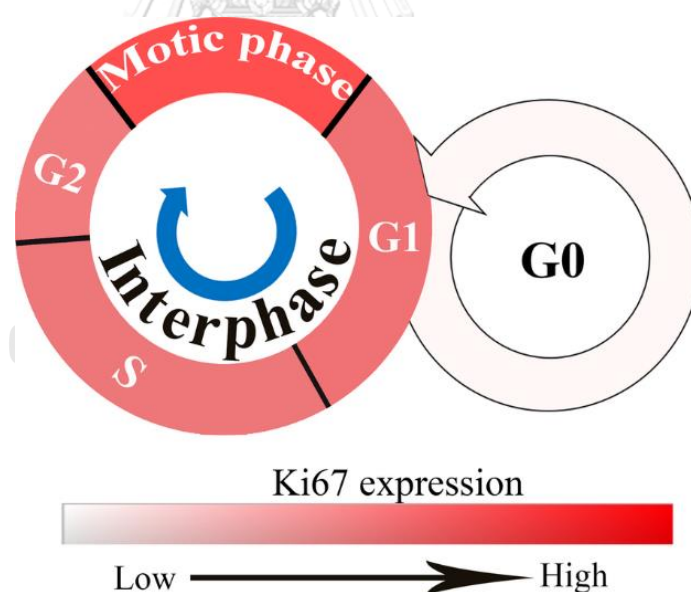 Motic phase
G2
G1
G0
Interphase
S
Ki67 expression
Low
High